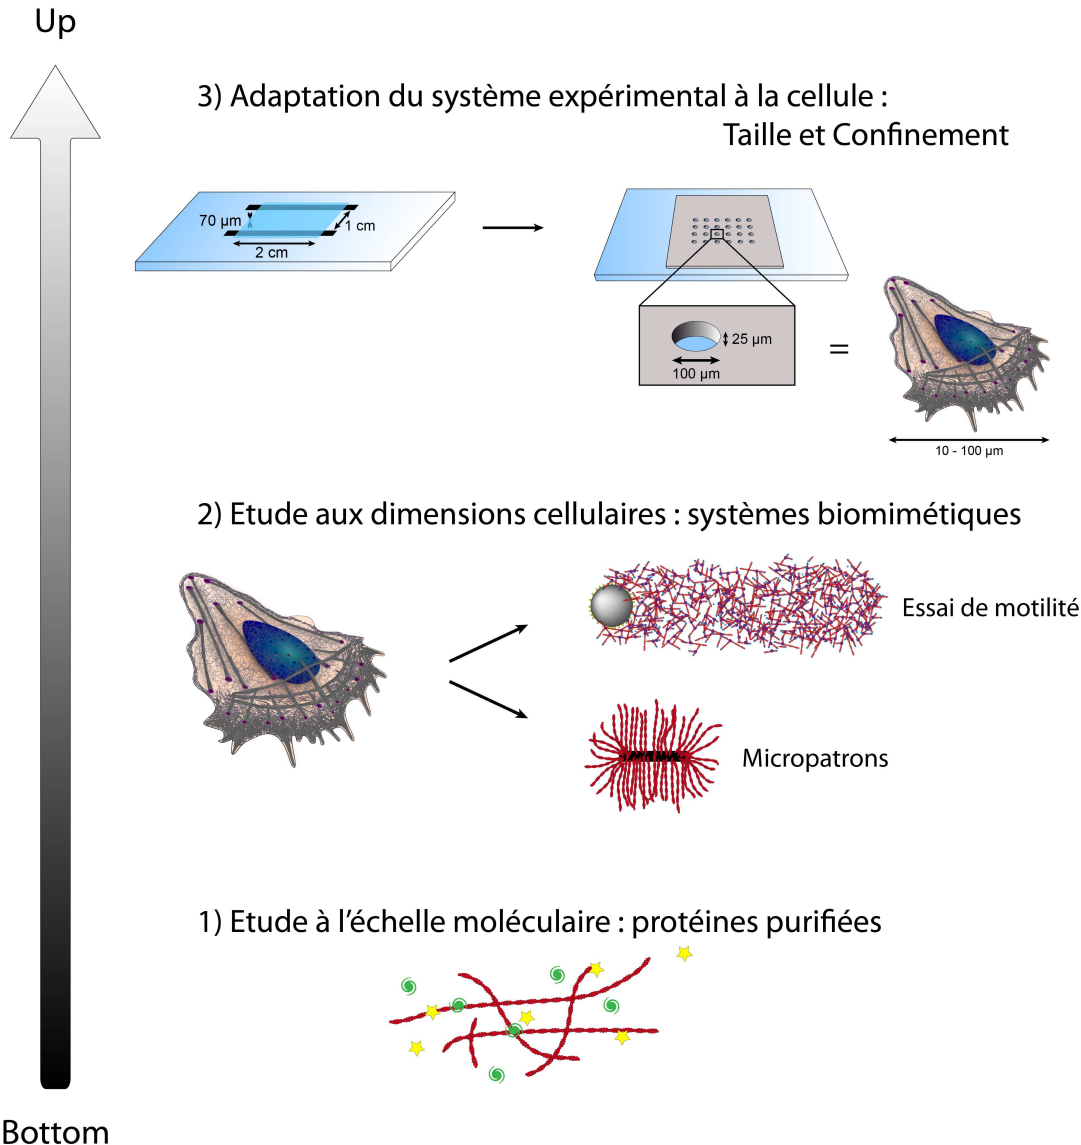 Up
3) Adaptation du système expérimental à la cellule :
Taille et Confinement
70 µm
1 cm
2 cm
25 µm
100 µm
=
10 - 100 µm
2) Etude aux dimensions cellulaires : systèmes biomimétiques
Essai de motilité
Micropatrons
1) Etude à l’échelle moléculaire : protéines purifiées
Bottom